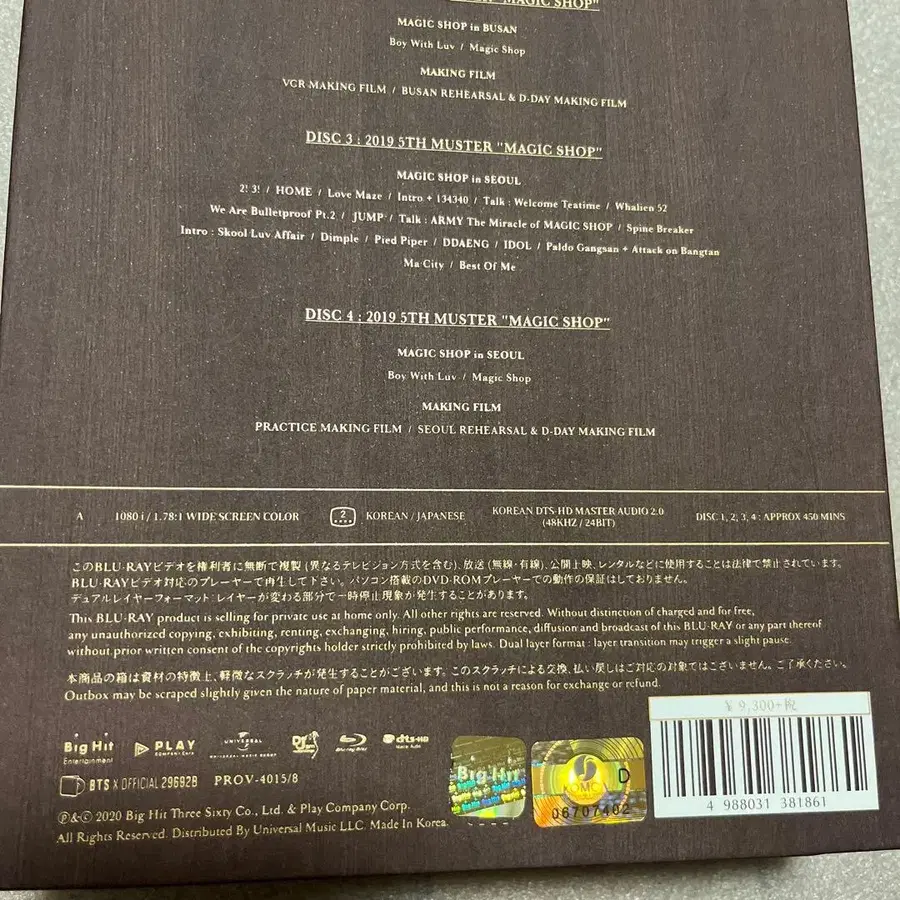 "MAGIC SHOP"
MAGIC SHOP in BUSAN
Boy With Luv / Magic Shop
MAKING FILM
VCR MAKING FILM / BUSAN REHEARSAL & D-DAY MAKING FILM
DISC 3 : 2019 5TH MUSTER "MAGIC SHOP"
MAGIC SHOP in SEOUL
2! 3! / HOME / Love Maze / Intro + 134340 / Talk : Welcome Teatime / Whalien 52
We Are Bulletproof Pt.2 / JUMP / Talk : ARMY The Miracle of MAGIC SHOP / Spine Breaker
Intro : Skool Luv Affair / Dimple / Pied Piper / DDAENG / IDOL / Paldo Gangsan + Attack on Bangtan
Ma City / Best Of Me
DISC 4 : 2019 5TH MUSTER "MAGIC SHOP"
MAGIC SHOP in SEOUL
Boy With Luv / Magic Shop
MAKING FILM
PRACTICE MAKING FILM / SEOUL REHEARSAL & D-DAY MAKING FILM
A 1080 i / 1.78:1 WIDE SCREEN COLOR 2 KOREAN / JAPANESE KOREAN DTS-HD MASTER AUDIO 2.0 (48KHZ / 24BIT) DISC 1, 2, 3, 4 : APPROX 450 MINS
このBLU-RAYビデオを権利者に無断で複製(異なるテレビジョン方式を含む)、放送(無線・有線)、公開上映、レンタルなどに使用することは法律で禁止されています。
BLU-RAYビデオ対応のプレーヤーで再生して下さい。パソコン搭載のDVD-ROMプレーヤーでの動作の保証はしておりません。
デュアルレイヤーフォーマット：レイヤーが変わる部分で一時停止現象が発生することがあります。
This BLU-RAY product is selling for private use at home only. All other rights are reserved. Without distinction of charged and for free,
any unauthorized copying, exhibiting, renting, exchanging, hiring, public performance, diffusion and broadcast of this BLU-RAY or any part thereof
without prior written consent of the copyrights holder strictly prohibited by laws. Dual layer format : layer transition may trigger a slight pause.
本商品の箱は資材の特徴上、軽微なスクラッチが発生することがございます。このスクラッチによる交換、払い戻しはご対応の対象ではございません。ご了承ください。
Outbox may be scraped slightly given the nature of paper material, and this is not a reason for exchange or refund.
¥ 9,300+税
Big Hit Entertainment PLAY COMPANY Corp. UNIVERSAL UNIVERSAL MUSIC GROUP Def Jam Blu-ray Disc dts-HD Master Audio
BTS X OFFICIAL 29692B PROV-4015/8
Big Hit
KOMCA
D
06707402
4 988031 381861
℗&© 2020 Big Hit Three Sixty Co., Ltd. & Play Company Corp.
All Rights Reserved. Distributed By Universal Music LLC. Made In Korea